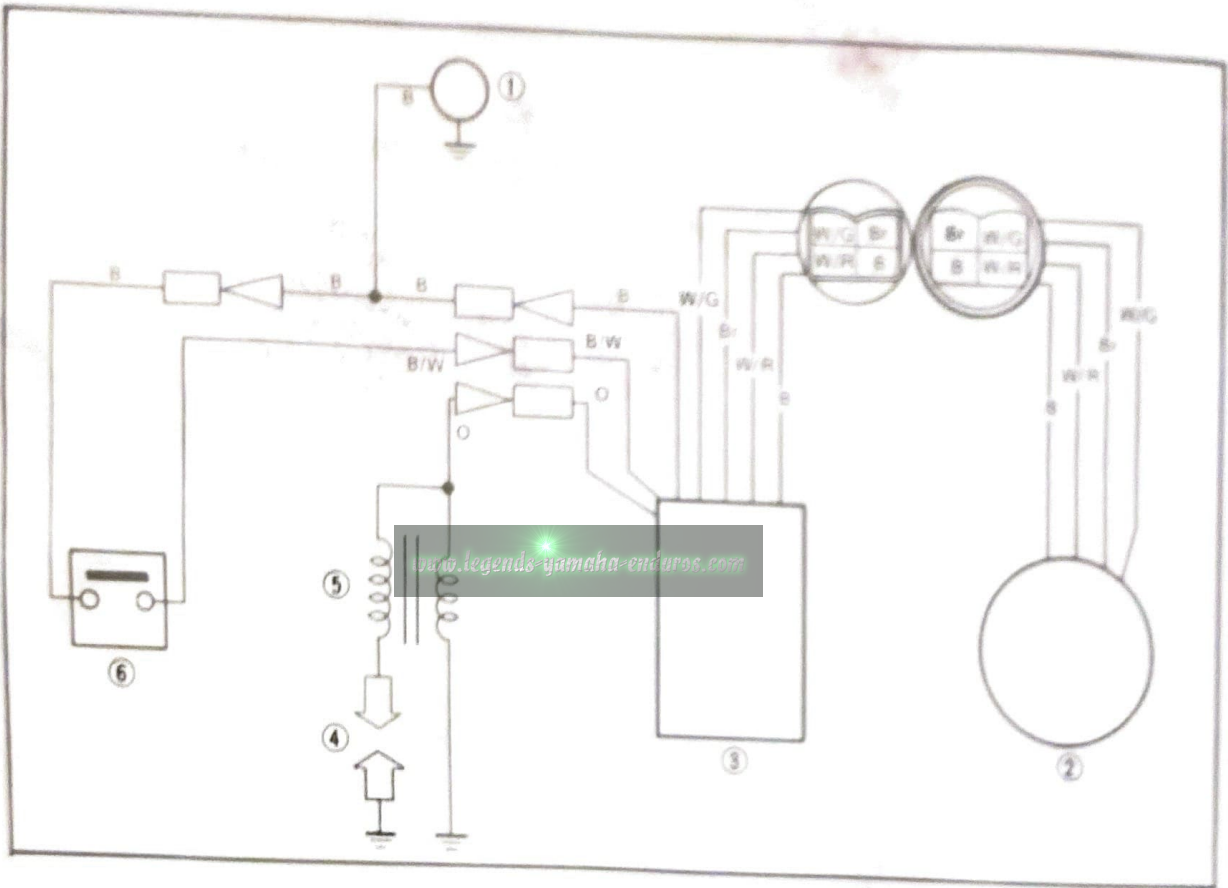 B
①
W/G Br
W/R B
Br W/G
B W/R
B
B
B
B
B/W
B/W
O
O
W/G
Br
W/R
B
B
W/R
Br
W/G
www.legends-yamaha-enduros.com
⑤
⑥
④
③
②